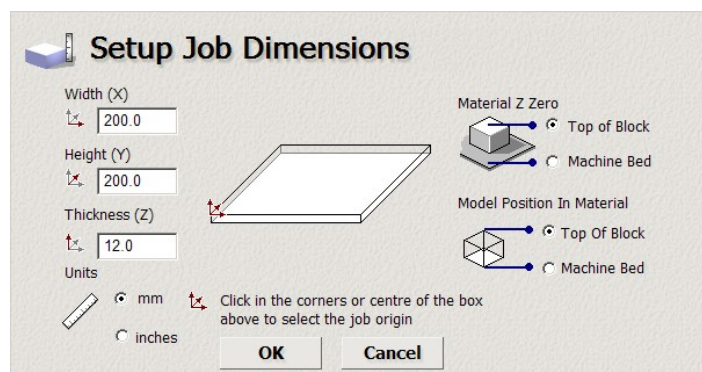 Setup Job Dimensions
Width (X)
200.0
Height (Y)
200.0
Thickness (Z)
12.0
Units
mm
inches
Material Z Zero
Top of Block
Machine Bed
Model Position In Material
Top Of Block
Machine Bed
Click in the corners or centre of the box
above to select the job origin
OK
Cancel